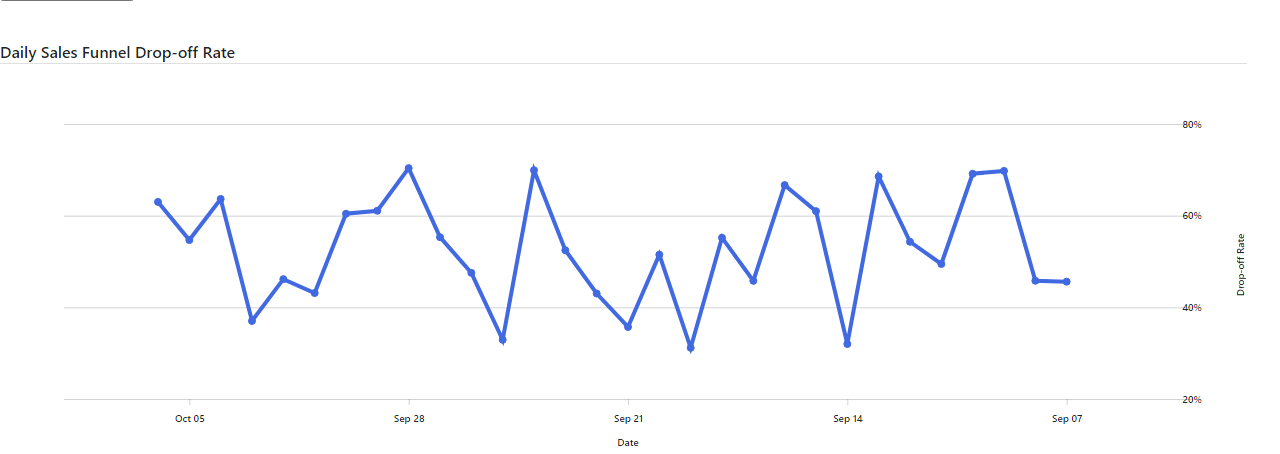 Daily Sales Funnel Drop-off Rate
80%
60%
40%
20%
Drop-off Rate
Oct 05
Sep 28
Sep 21
Sep 14
Sep 07
Date